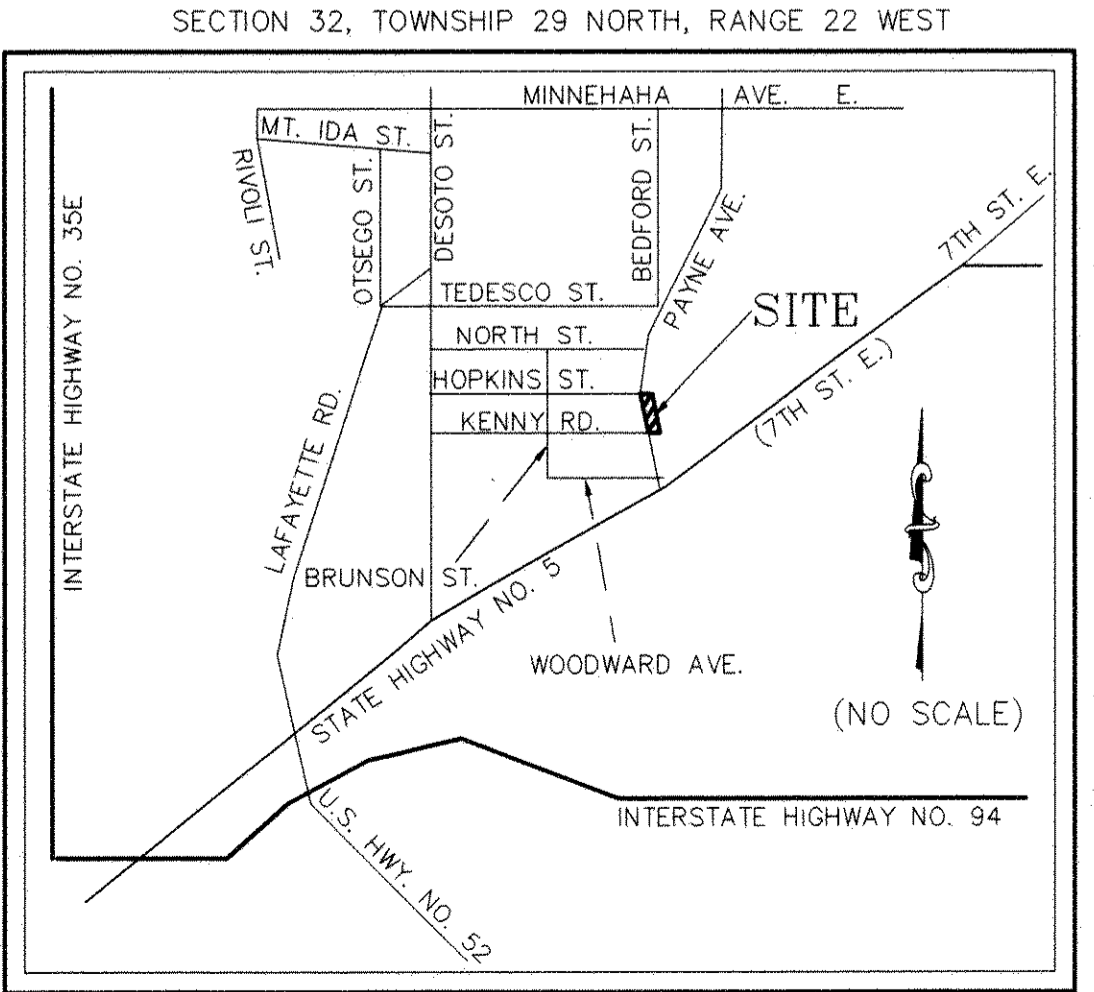 SECTION 32, TOWNSHIP 29 NORTH, RANGE 22 WEST
MINNEHAHA AVE. E.
MT. IDA ST.
RIVOLI ST.
OTSEGO ST.
DESOTO ST.
BEDFORD ST.
PAYNE AVE.
7TH ST. E.
INTERSTATE HIGHWAY NO. 35E
TEDESCO ST.
SITE
NORTH ST.
HOPKINS ST.
KENNY RD.
(7TH ST. E.)
LAFAYETTE RD.
BRUNSON ST.
STATE HIGHWAY NO. 5
WOODWARD AVE.
(NO SCALE)
U.S. HWY. NO. 52
INTERSTATE HIGHWAY NO. 94